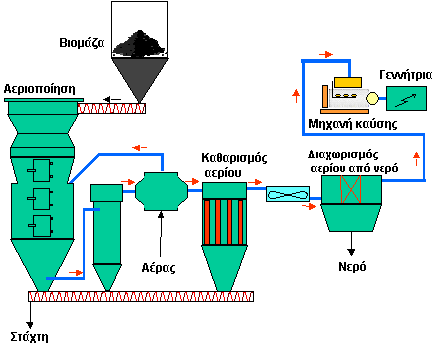 Βιομάζα
Αεριοποίηση
Γεννήτρια
Μηχανή καύσης
Καθαρισμός
αερίου
Διαχωρισμός
αερίου από νερό
Αέρας
Νερό
Στάχτη